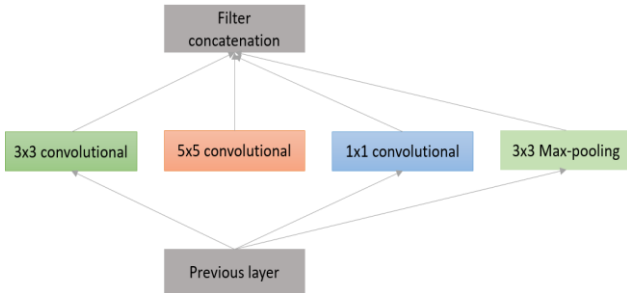 Filter
concatenation
3x3 convolutional
5x5 convolutional
1x1 convolutional
3x3 Max-pooling
Previous layer